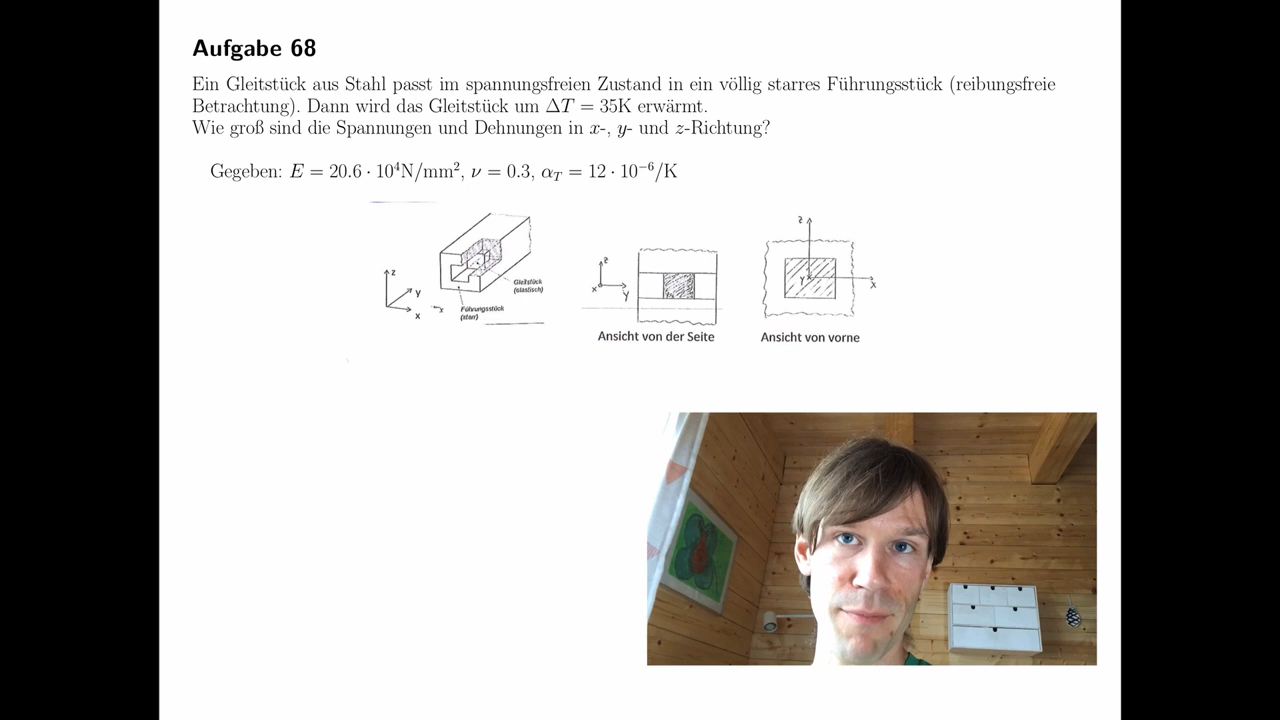 Aufgabe 68
Ein Gleitstück aus Stahl passt im spannungsfreien Zustand in ein völlig starres Führungsstück (reibungsfreie
Betrachtung). Dann wird das Gleitstück um ΔT = 35K erwärmt.
Wie groß sind die Spannungen und Dehnungen in x-, y- und z-Richtung?
Gegeben: E = 20.6 · 10⁴N/mm², ν = 0.3, α_T = 12 · 10⁻⁶/K
z
y
x
x
Gleitstück
(elastisch)
Führungsstück
(starr)
z
x
y
Ansicht von der Seite
z
y
x
Ansicht von vorne